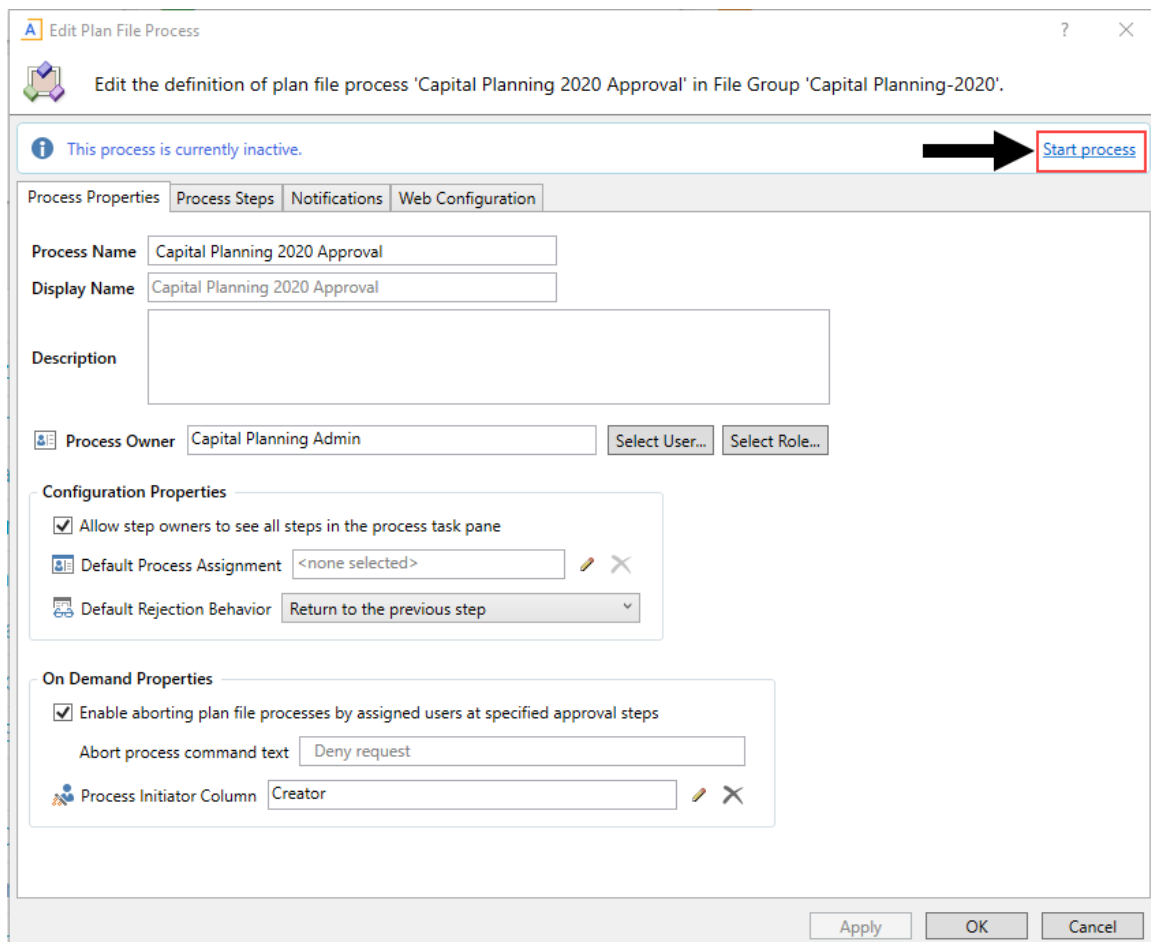 A Edit Plan File Process ?
Edit the definition of plan file process 'Capital Planning 2020 Approval' in File Group 'Capital Planning-2020'.
This process is currently inactive. Start process
Process Properties Process Steps Notifications Web Configuration
Process Name Capital Planning 2020 Approval
Display Name Capital Planning 2020 Approval
Description
Process Owner Capital Planning Admin Select User... Select Role...
Configuration Properties
Allow step owners to see all steps in the process task pane
Default Process Assignment <none selected>
Default Rejection Behavior Return to the previous step
On Demand Properties
Enable aborting plan file processes by assigned users at specified approval steps
Abort process command text Deny request
Process Initiator Column Creator
Apply OK Cancel